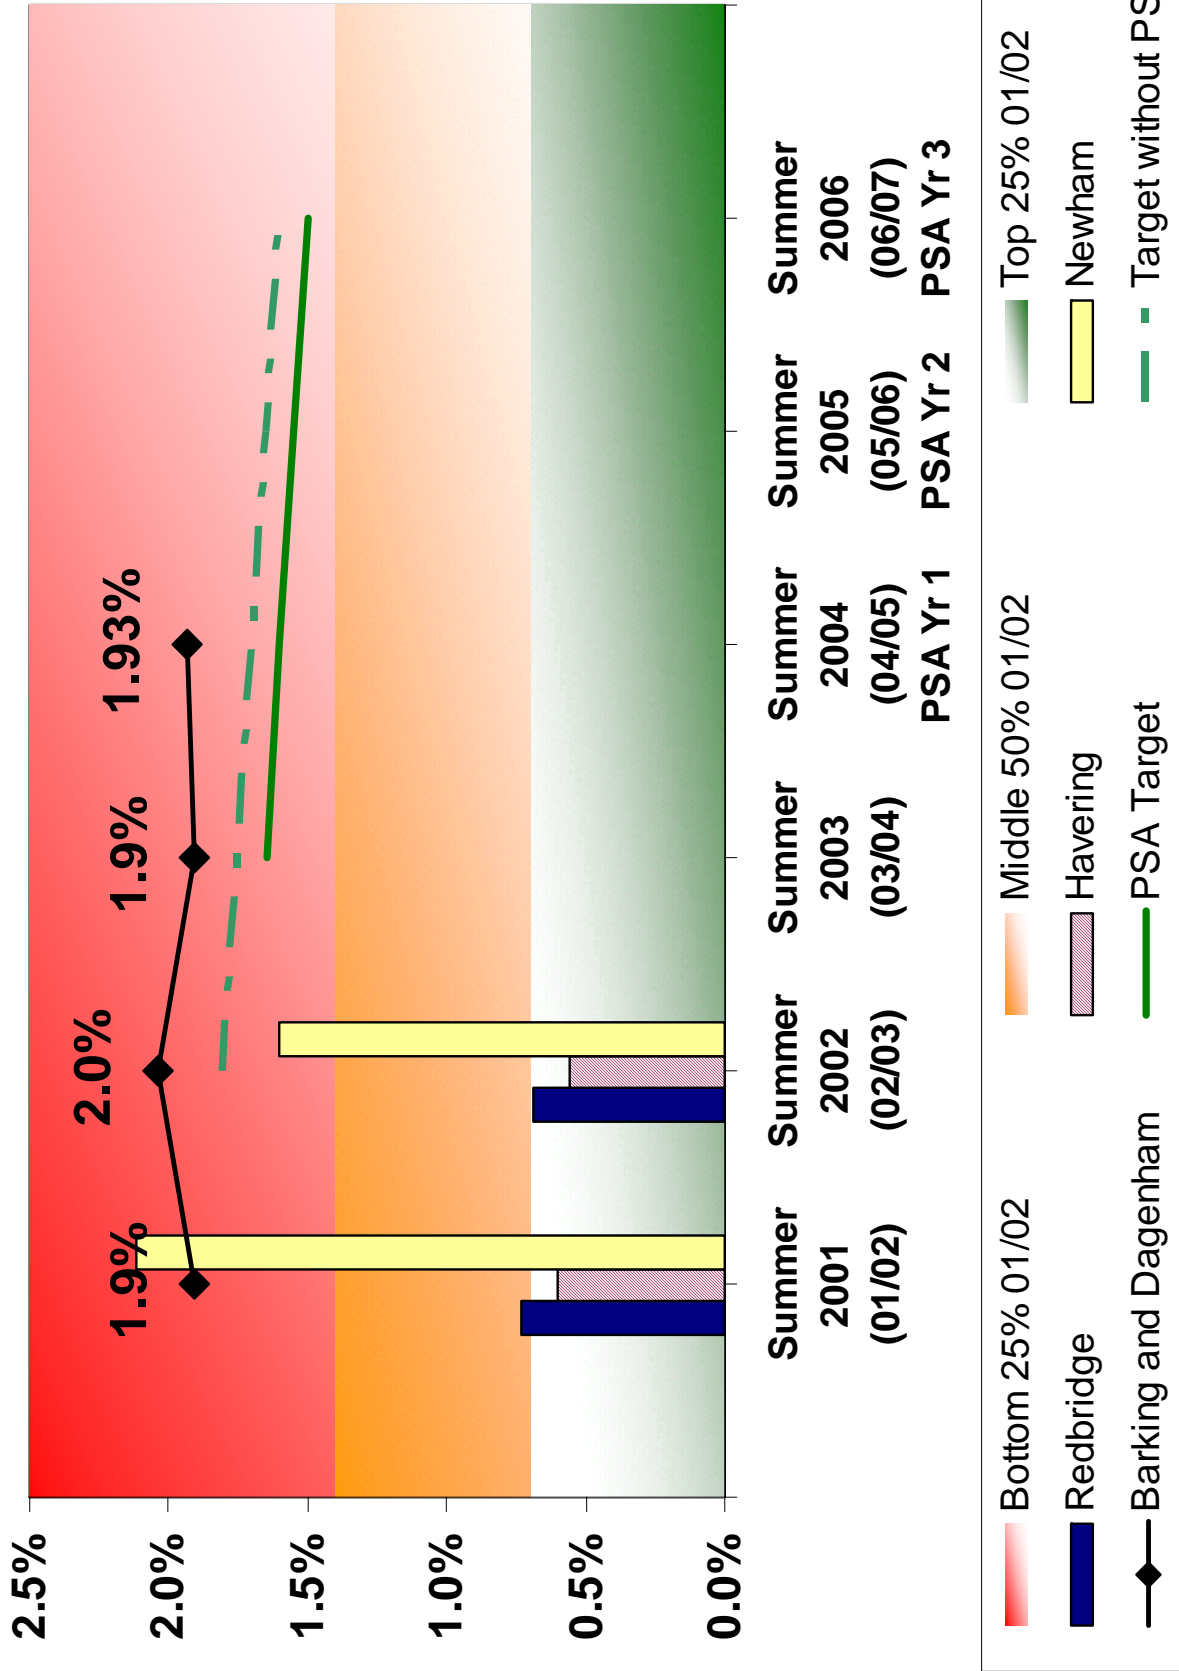 2.5%
2.0%
1.5%
1.0%
0.5%
0.0%
1.9%
2.0%
1.9%
1.93%
Summer
2001
(01/02)
Summer
2002
(02/03)
Summer
2003
(03/04)
Summer
2004
(04/05)
PSA Yr 1
Summer
2005
(05/06)
PSA Yr 2
Summer
2006
(06/07)
PSA Yr 3
Bottom 25% 01/02
Middle 50% 01/02
Top 25% 01/02
Redbridge
Havering
Newham
Barking and Dagenham
PSA Target
Target without PS